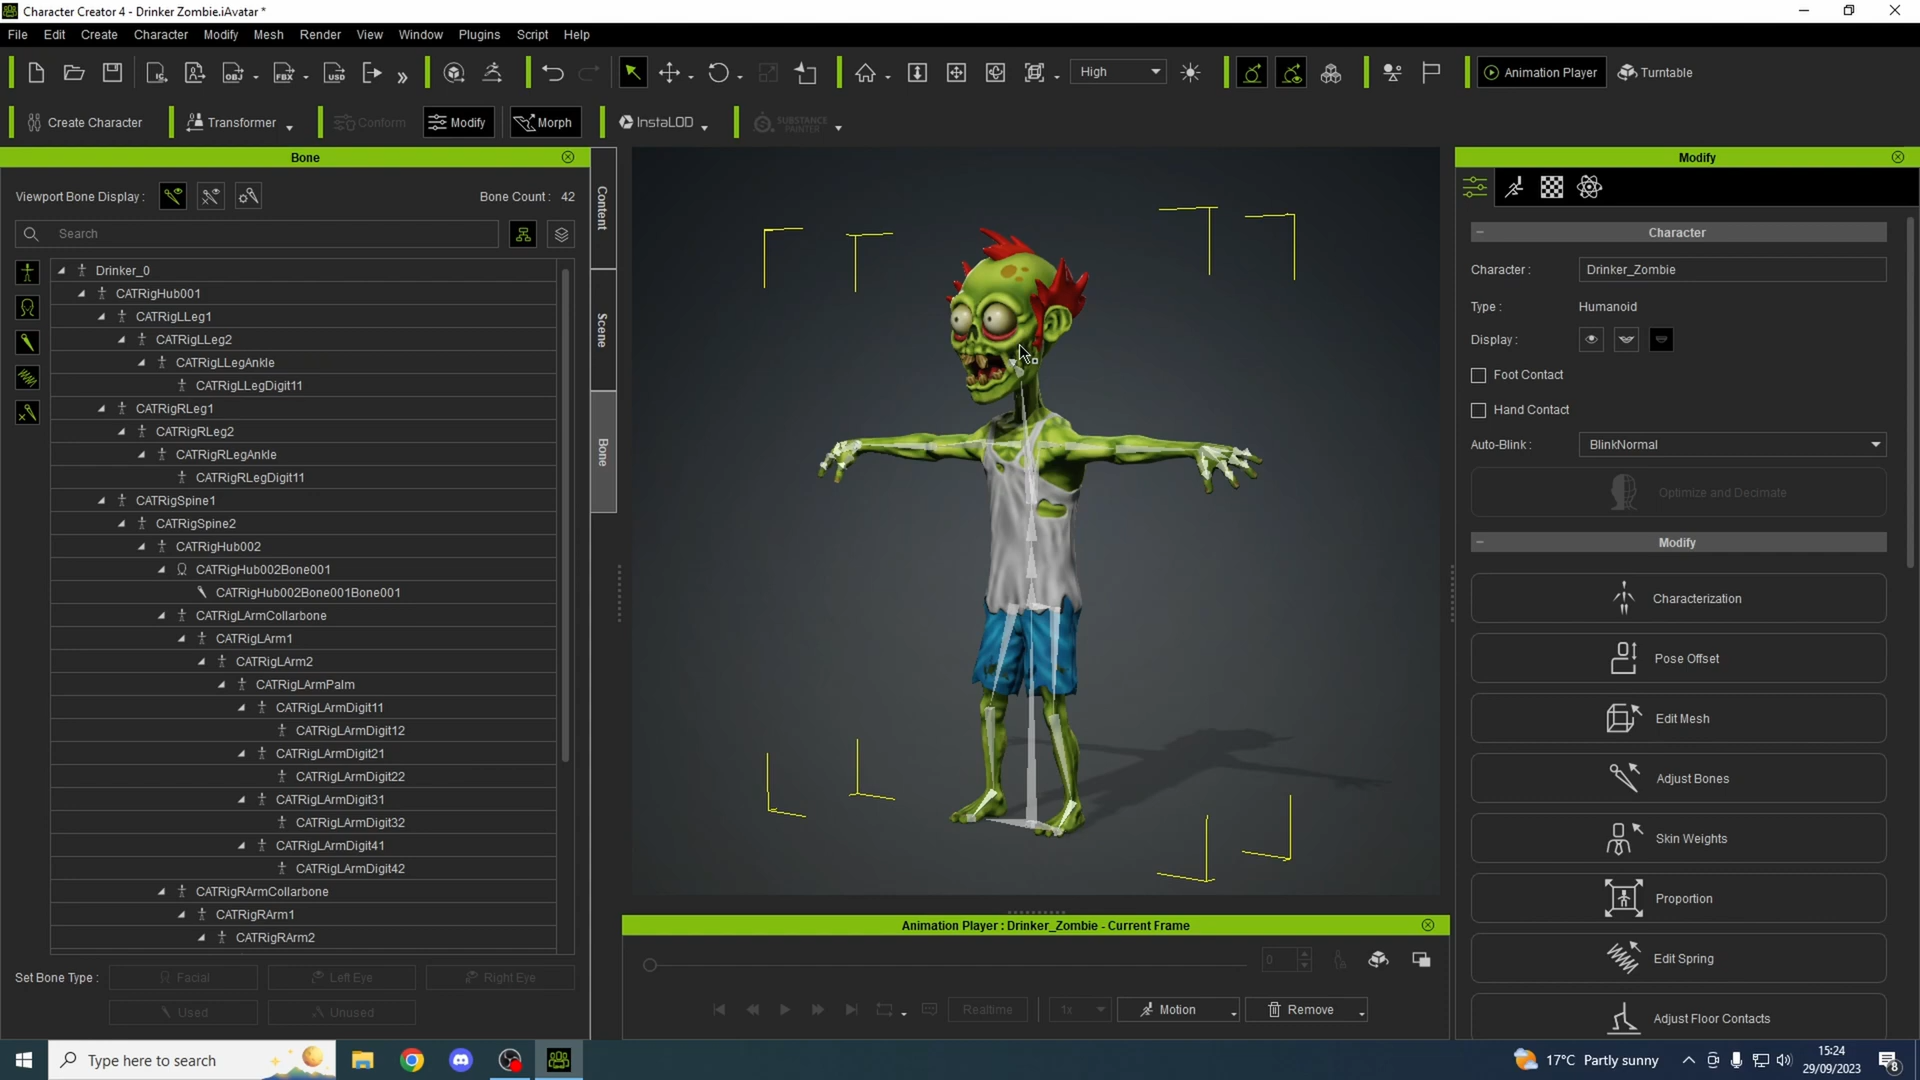 Character Creator 4 - Drinker Zombie.iAvatar *
File Edit Create Character Modify Mesh Render View Window Plugins Script Help
IC OBJ FBX USD High Animation Player Turntable
Create Character Transformer Conform Modify Morph InstaLOD SUBSTANCE PAINTER
Bone
Viewport Bone Display : Bone Count : 42
Search
Drinker_0
CATRigHub001
CATRigLLeg1
CATRigLLeg2
CATRigLLegAnkle
CATRigLLegDigit11
CATRigRLeg1
CATRigRLeg2
CATRigRLegAnkle
CATRigRLegDigit11
CATRigSpine1
CATRigSpine2
CATRigHub002
CATRigHub002Bone001
CATRigHub002Bone001Bone001
CATRigLArmCollarbone
CATRigLArm1
CATRigLArm2
CATRigLArmPalm
CATRigLArmDigit11
CATRigLArmDigit12
CATRigLArmDigit21
CATRigLArmDigit22
CATRigLArmDigit31
CATRigLArmDigit32
CATRigLArmDigit41
CATRigLArmDigit42
CATRigRArmCollarbone
CATRigRArm1
CATRigRArm2
Set Bone Type : Facial Left Eye Right Eye
Used Unused
Content
Scene
Bone
Animation Player : Drinker_Zombie - Current Frame
0
Realtime 1x Motion Remove
Modify
Character
Character : Drinker_Zombie
Type : Humanoid
Display :
Foot Contact
Hand Contact
Auto-Blink : BlinkNormal
Optimize and Decimate
Modify
Characterization
Pose Offset
Edit Mesh
Adjust Bones
Skin Weights
Proportion
Edit Spring
Adjust Floor Contacts
Type here to search
17°C Partly sunny
15:24
29/09/2023
8